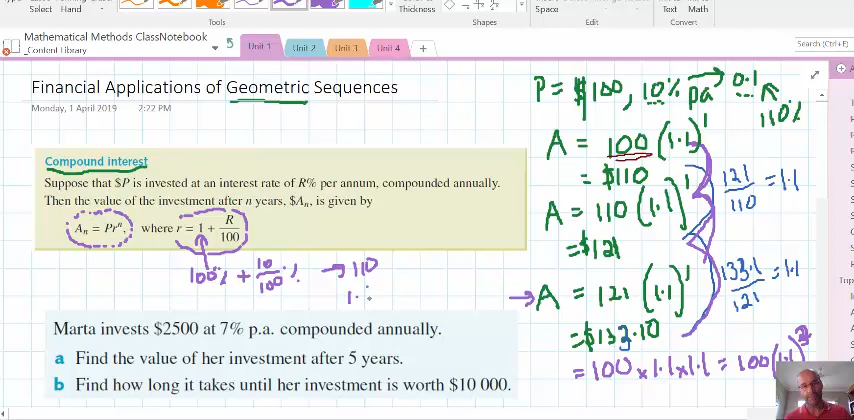 Tools
Thickness
Shapes
Space
Edit
Text
Math
Convert
Mathematical Methods ClassNotebook
_Content Library
Unit 1
Unit 2
Unit 3
Unit 4
+
Search (Ctrl+E)
Financial Applications of Geometric Sequences
Monday, 1 April 2019 2:22 PM
Compound interest
Suppose that $P is invested at an interest rate of R% per annum, compounded annually.
Then the value of the investment after n years, $Aₙ, is given by
Aₙ = Prⁿ, where r = 1 + R/100
100% + 10/100 % → 110
1.
Marta invests $2500 at 7% p.a. compounded annually.
a Find the value of her investment after 5 years.
b Find how long it takes until her investment is worth $10 000.
P = $100, 10% pa → 0.1
110%
A = 100 (1.1)¹
= $110
121/110 = 1.1
A = 110 (1.1)¹
= $121
133.1/121 = 1.1
→ A = 121 (1.1)¹
= $133.10
= 100 × 1.1 × 1.1 = 100(1.1)